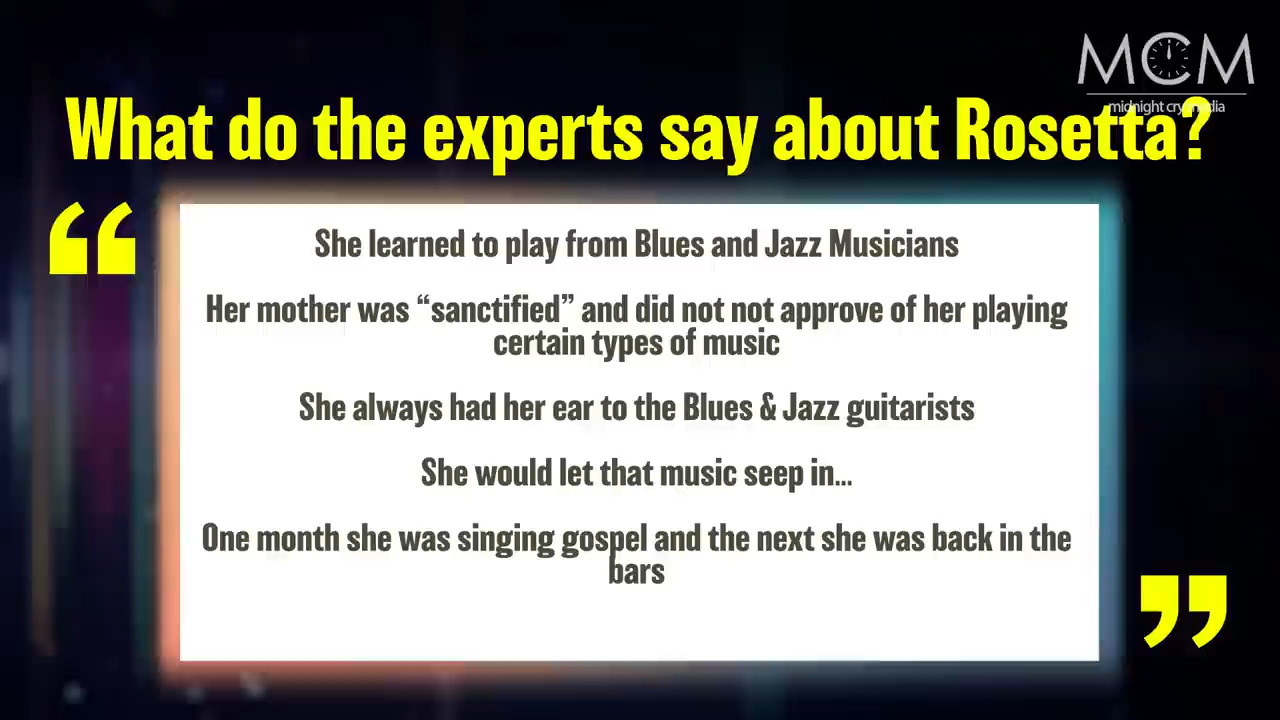 MCM
midnight cry media
What do the experts say about Rosetta?
“
She learned to play from Blues and Jazz Musicians
Her mother was “sanctified” and did not not approve of her playing
certain types of music
She always had her ear to the Blues & Jazz guitarists
She would let that music seep in...
One month she was singing gospel and the next she was back in the
bars
”